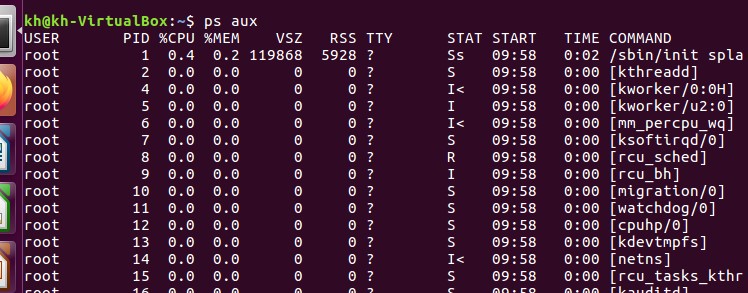 kh@kh-VirtualBox:~$ ps aux
USER PID %CPU %MEM VSZ RSS TTY STAT START TIME COMMAND
root 1 0.4 0.2 119868 5928 ? Ss 09:58 0:02 /sbin/init spla
root 2 0.0 0.0 0 0 ? S 09:58 0:00 [kthreadd]
root 4 0.0 0.0 0 0 ? I< 09:58 0:00 [kworker/0:0H]
root 5 0.0 0.0 0 0 ? I 09:58 0:00 [kworker/u2:0]
root 6 0.0 0.0 0 0 ? I< 09:58 0:00 [mm_percpu_wq]
root 7 0.0 0.0 0 0 ? S 09:58 0:00 [ksoftirqd/0]
root 8 0.0 0.0 0 0 ? R 09:58 0:00 [rcu_sched]
root 9 0.0 0.0 0 0 ? I 09:58 0:00 [rcu_bh]
root 10 0.0 0.0 0 0 ? S 09:58 0:00 [migration/0]
root 11 0.0 0.0 0 0 ? S 09:58 0:00 [watchdog/0]
root 12 0.0 0.0 0 0 ? S 09:58 0:00 [cpuhp/0]
root 13 0.0 0.0 0 0 ? S 09:58 0:00 [kdevtmpfs]
root 14 0.0 0.0 0 0 ? I< 09:58 0:00 [netns]
root 15 0.0 0.0 0 0 ? S 09:58 0:00 [rcu_tasks_kthr
root 16 0.0 0.0 0 0 ? S 09:58 0:00 [kauditd]